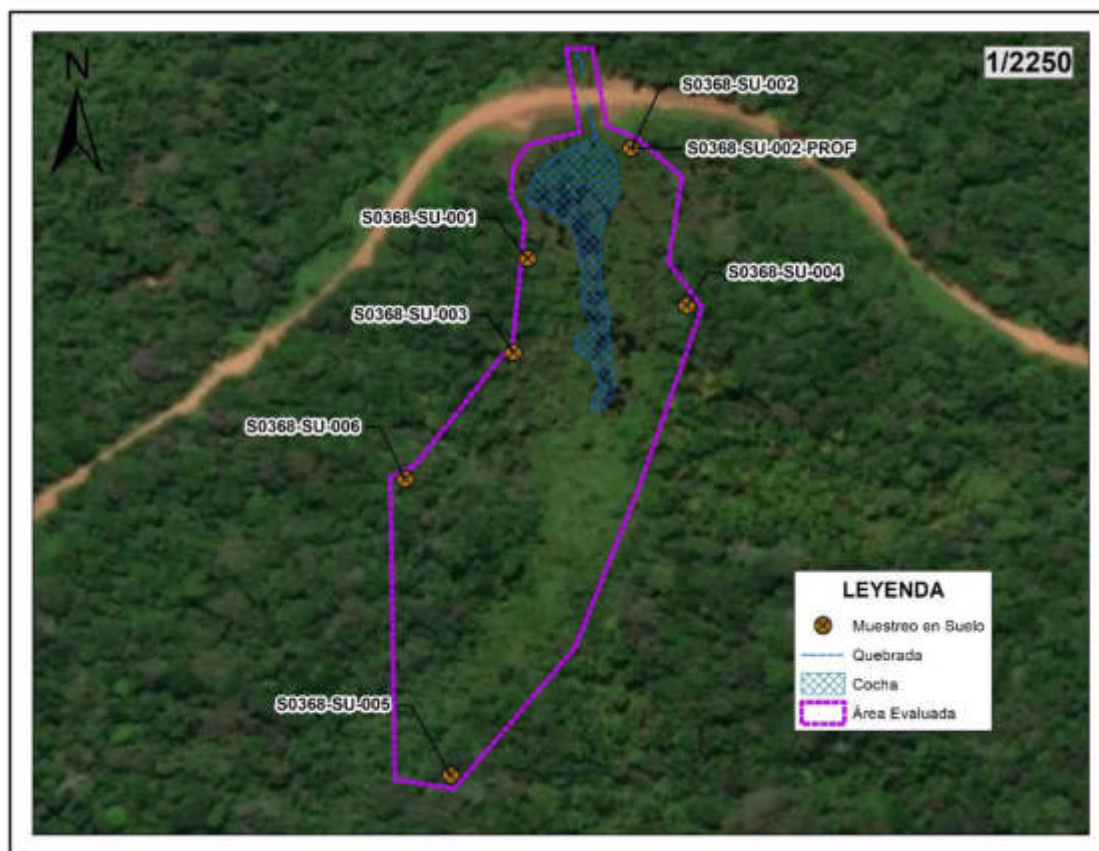 N
1/2250
S0368-SU-002
S0368-SU-002-PROF
S0368-SU-001
S0368-SU-004
S0368-SU-003
S0368-SU-006
S0368-SU-005
LEYENDA
Muestreo en Suelo
Quebrada
Cocha
Área Evaluada